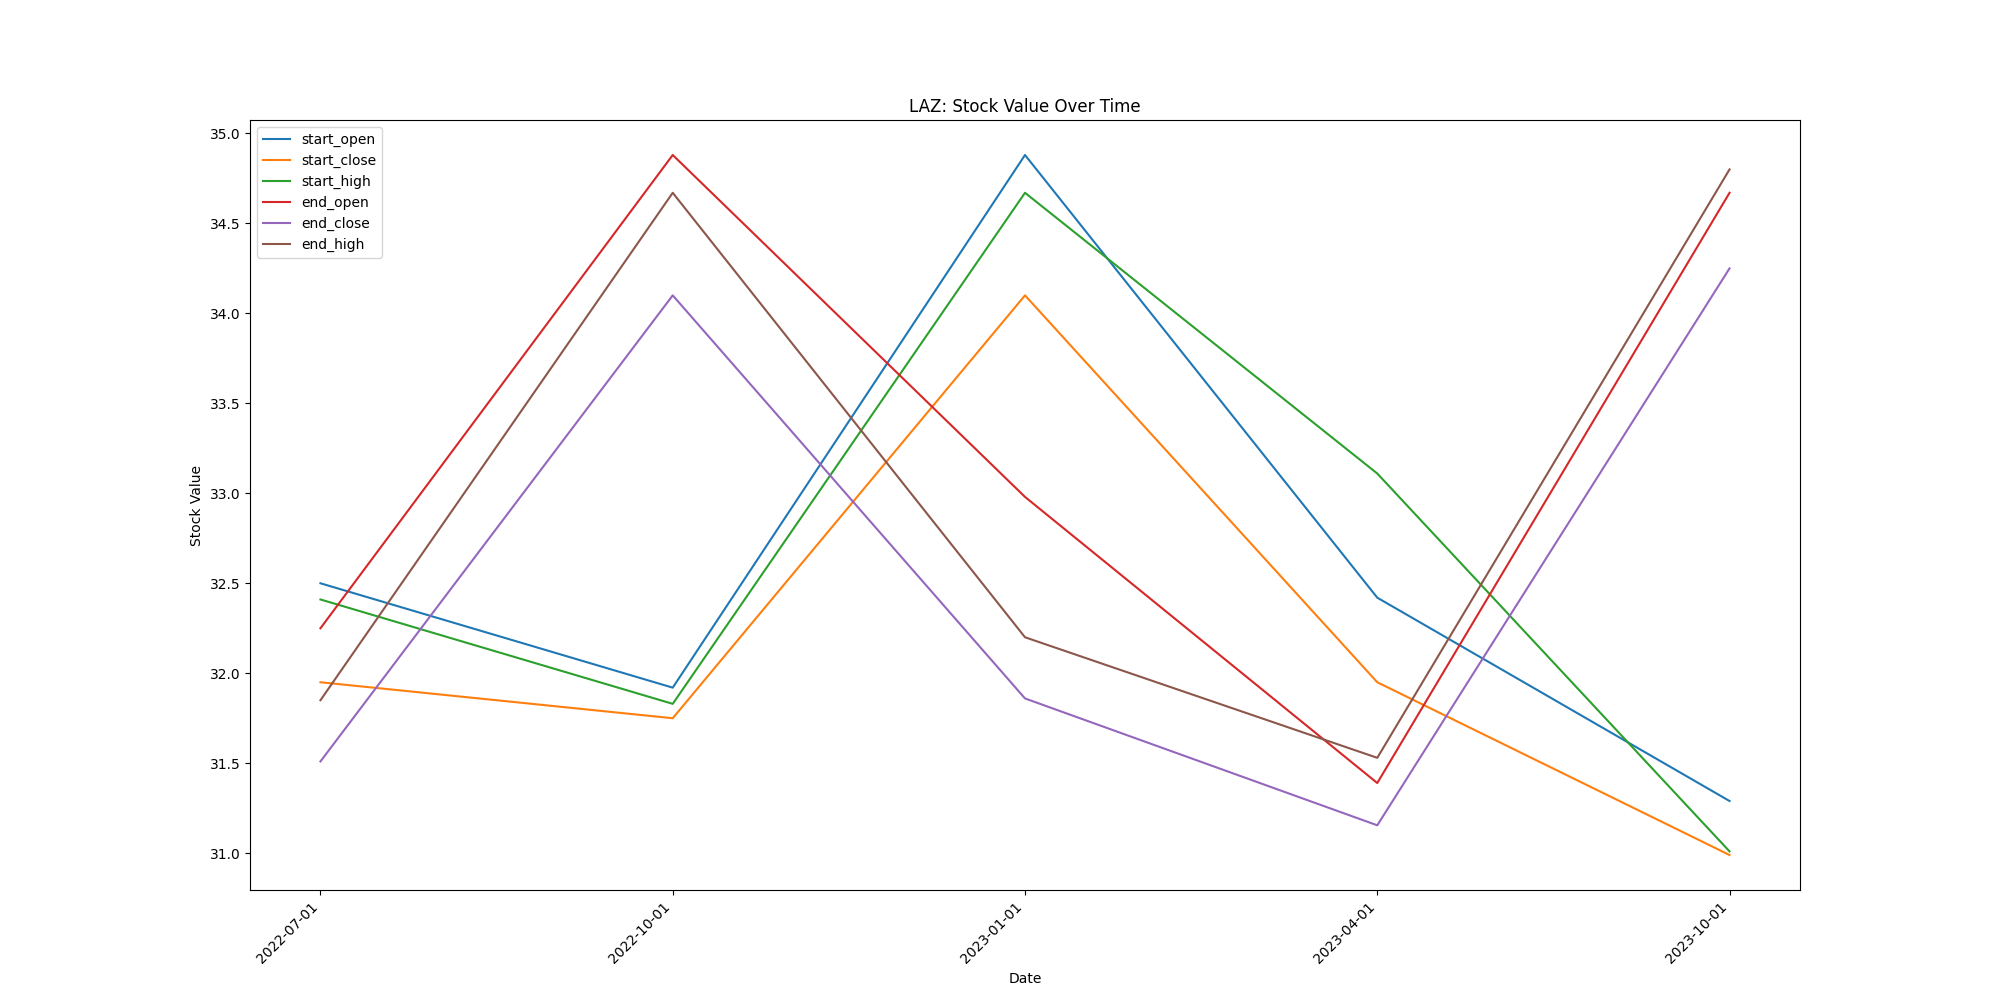 LAZ: Stock Value Over Time
start_open
start_close
start_high
end_open
end_close
end_high
35.0
34.5
34.0
33.5
33.0
32.5
32.0
31.5
31.0
Stock Value
2022-07-01
2022-10-01
2023-01-01
2023-04-01
2023-10-01
Date